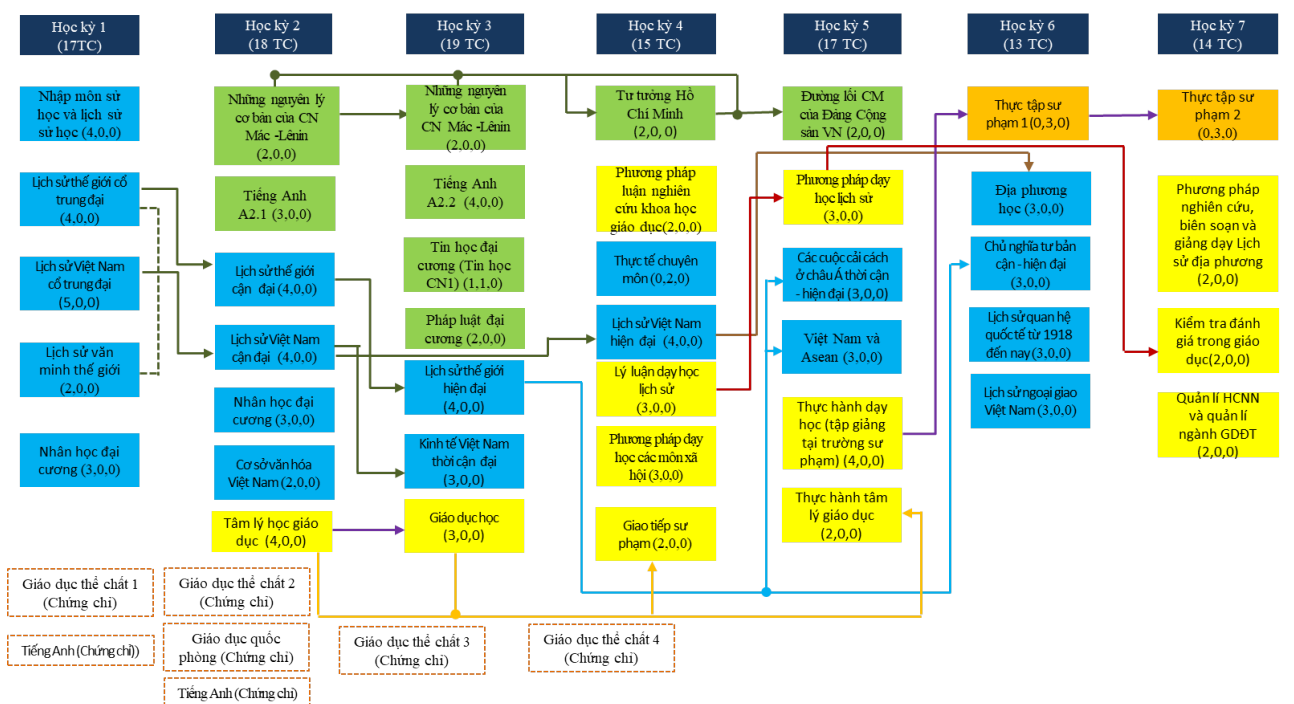 Học kỳ 1
(17TC)
Học kỳ 2
(18 TC)
Học kỳ 3
(19 TC)
Học kỳ 4
(15 TC)
Học kỳ 5
(17 TC)
Học kỳ 6
(13 TC)
Học kỳ 7
(14 TC)
Nhập môn sử
học và lịch sử
sử học (4,0,0)
Lịch sử thế giới cổ
trung đại
(4,0,0)
Lịch sử Việt Nam
cổ trung đại
(5,0,0)
Lịch sử văn
minh thế giới
(2,0,0)
Nhân học đại
cương (3,0,0)
Những nguyên lý
cơ bản của CN
Mác -Lênin
(2,0,0)
Tiếng Anh
A2.1 (3,0,0)
Lịch sử thế giới
cận đại (4,0,0)
Lịch sử Việt Nam
cận đại (4,0,0)
Nhân học đại
cương (3,0,0)
Cơ sở văn hóa
Việt Nam (2,0,0)
Tâm lý học giáo
dục (4,0,0)
Những nguyên
lý cơ bản của
CN Mác -Lênin
(2,0,0)
Tiếng Anh
A2.2 (4,0,0)
Tin học đại
cương (Tin học
CN1) (1,1,0)
Pháp luật đại
cương (2,0,0)
Lịch sử thế giới
hiện đại
(4,0,0)
Kinh tế Việt Nam
thời cận đại
(3,0,0)
Giáo dục học
(3,0,0)
Tư tưởng Hồ
Chí Minh
(2,0,0)
Phương pháp
luận nghiên
cứu khoa học
giáo dục(2,0,0)
Thực tế chuyên
môn (0,2,0)
Lịch sử Việt Nam
hiện đại (4,0,0)
Lý luận dạy học
lịch sử
(3,0,0)
Phương pháp dạy
học các môn xã
hội (3,0,0)
Giao tiếp sư
phạm (2,0,0)
Đường lối CM
của Đảng Cộng
sản VN (2,0,0)
Phương pháp dạy
học lịch sử
(3,0,0)
Các cuộc cải cách
ở châu Á thời cận
- hiện đại (3,0,0)
Việt Nam và
Asean (3,0,0)
Thực hành dạy
học (tập giảng
tại trường sư
phạm) (4,0,0)
Thực hành tâm
lý giáo dục
(2,0,0)
Thực tập sư
phạm 1(0,3,0)
Địa phương
học (3,0,0)
Chủ nghĩa tư bản
cận - hiện đại
(3,0,0)
Lịch sử quan hệ
quốc tế từ 1918
đến nay (3,0,0)
Lịch sử ngoại giao
Việt Nam (3,0,0)
Thực tập sư
phạm 2
(0,3,0)
Phương pháp
nghiên cứu,
biên soạn và
giảng dạy Lịch
sử địa phương
(2,0,0)
Kiểm tra đánh
giá trong giáo
dục(2,0,0)
Quản lí HCNN
và quản lí
ngành GDĐT
(2,0,0)
Giáo dục thể chất 1
(Chứng chỉ)
Tiếng Anh (Chứng chỉ))
Giáo dục thể chất 2
(Chứng chỉ)
Giáo dục quốc
phòng (Chứng chỉ)
Tiếng Anh (Chứng chỉ)
Giáo dục thể chất 3
(Chứng chỉ)
Giáo dục thể chất 4
(Chứng chỉ)